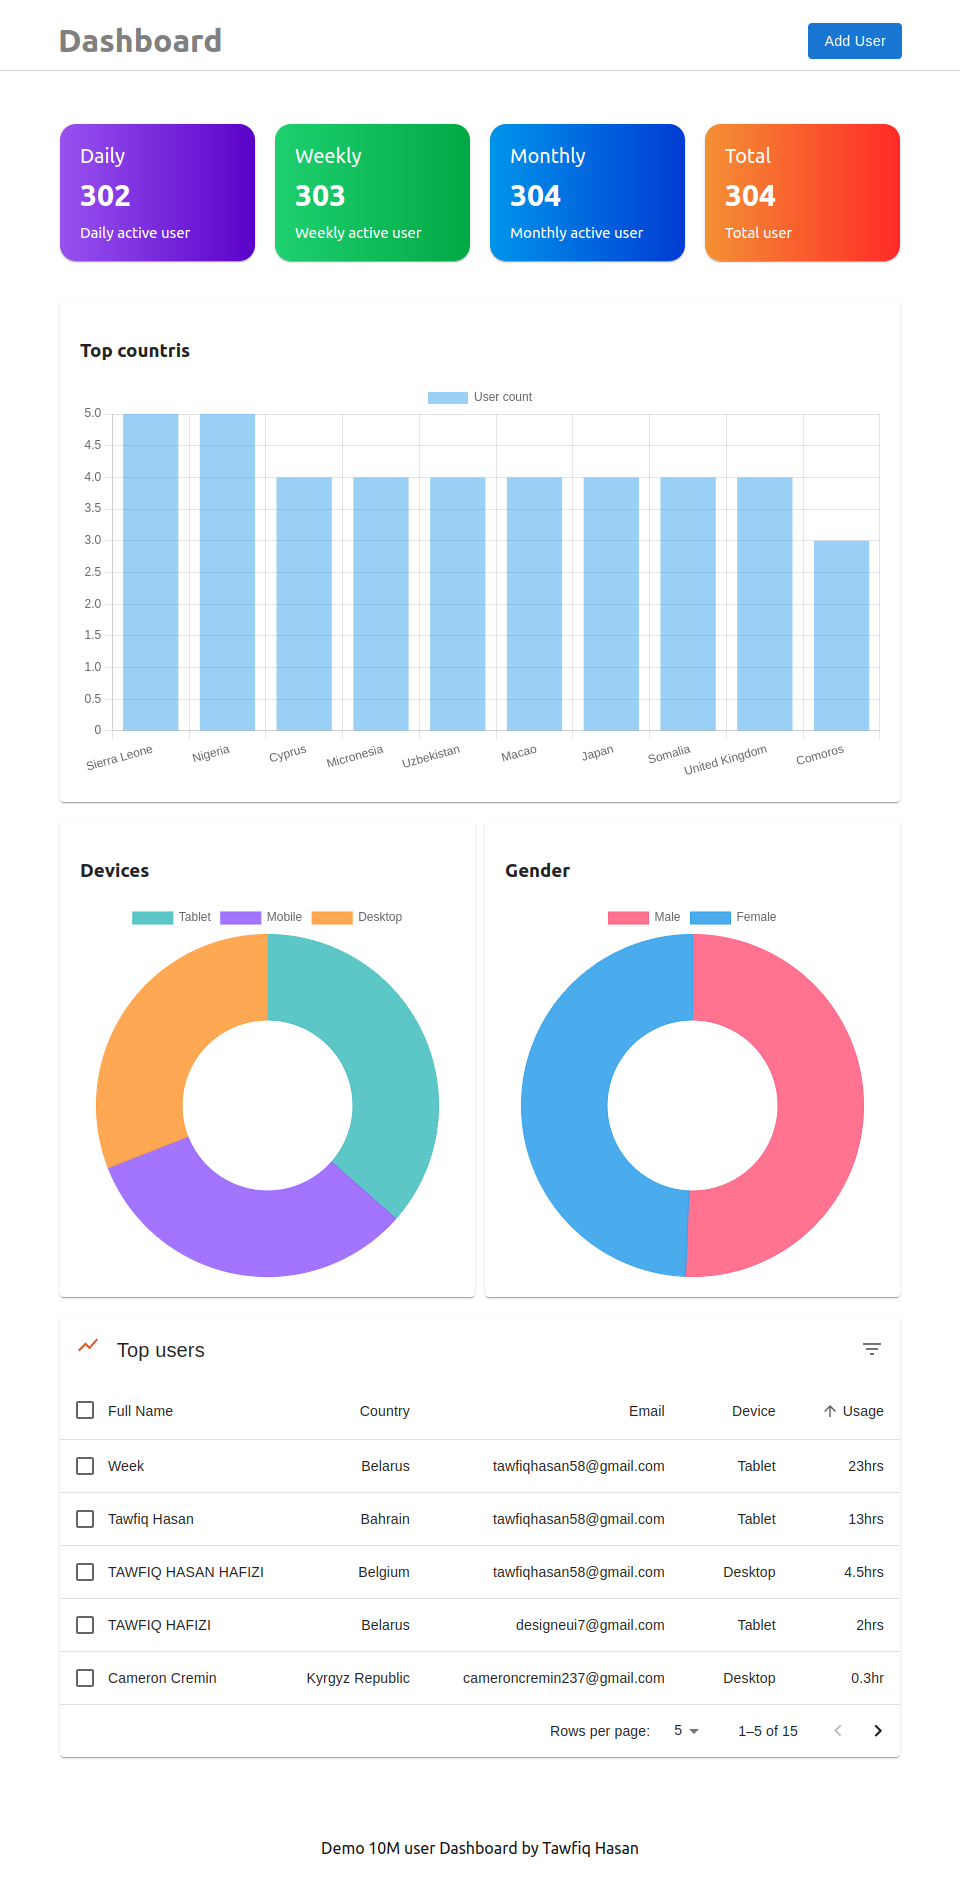 Dashboard
Add User
Daily
302
Daily active user
Weekly
303
Weekly active user
Monthly
304
Monthly active user
Total
304
Total user
Top countris
User count
5.0
4.5
4.0
3.5
3.0
2.5
2.0
1.5
1.0
0.5
0
Sierra Leone
Nigeria
Cyprus
Micronesia
Uzbekistan
Macao
Japan
Somalia
United Kingdom
Comoros
Devices
Tablet Mobile Desktop
Gender
Male Female
Top users
Full Name Country Email Device Usage
Week Belarus tawfiqhasan58@gmail.com Tablet 23hrs
Tawfiq Hasan Bahrain tawfiqhasan58@gmail.com Tablet 13hrs
TAWFIQ HASAN HAFIZI Belgium tawfiqhasan58@gmail.com Desktop 4.5hrs
TAWFIQ HAFIZI Belarus designeui7@gmail.com Tablet 2hrs
Cameron Cremin Kyrgyz Republic cameroncremin237@gmail.com Desktop 0.3hr
Rows per page: 5 1–5 of 15
Demo 10M user Dashboard by Tawfiq Hasan